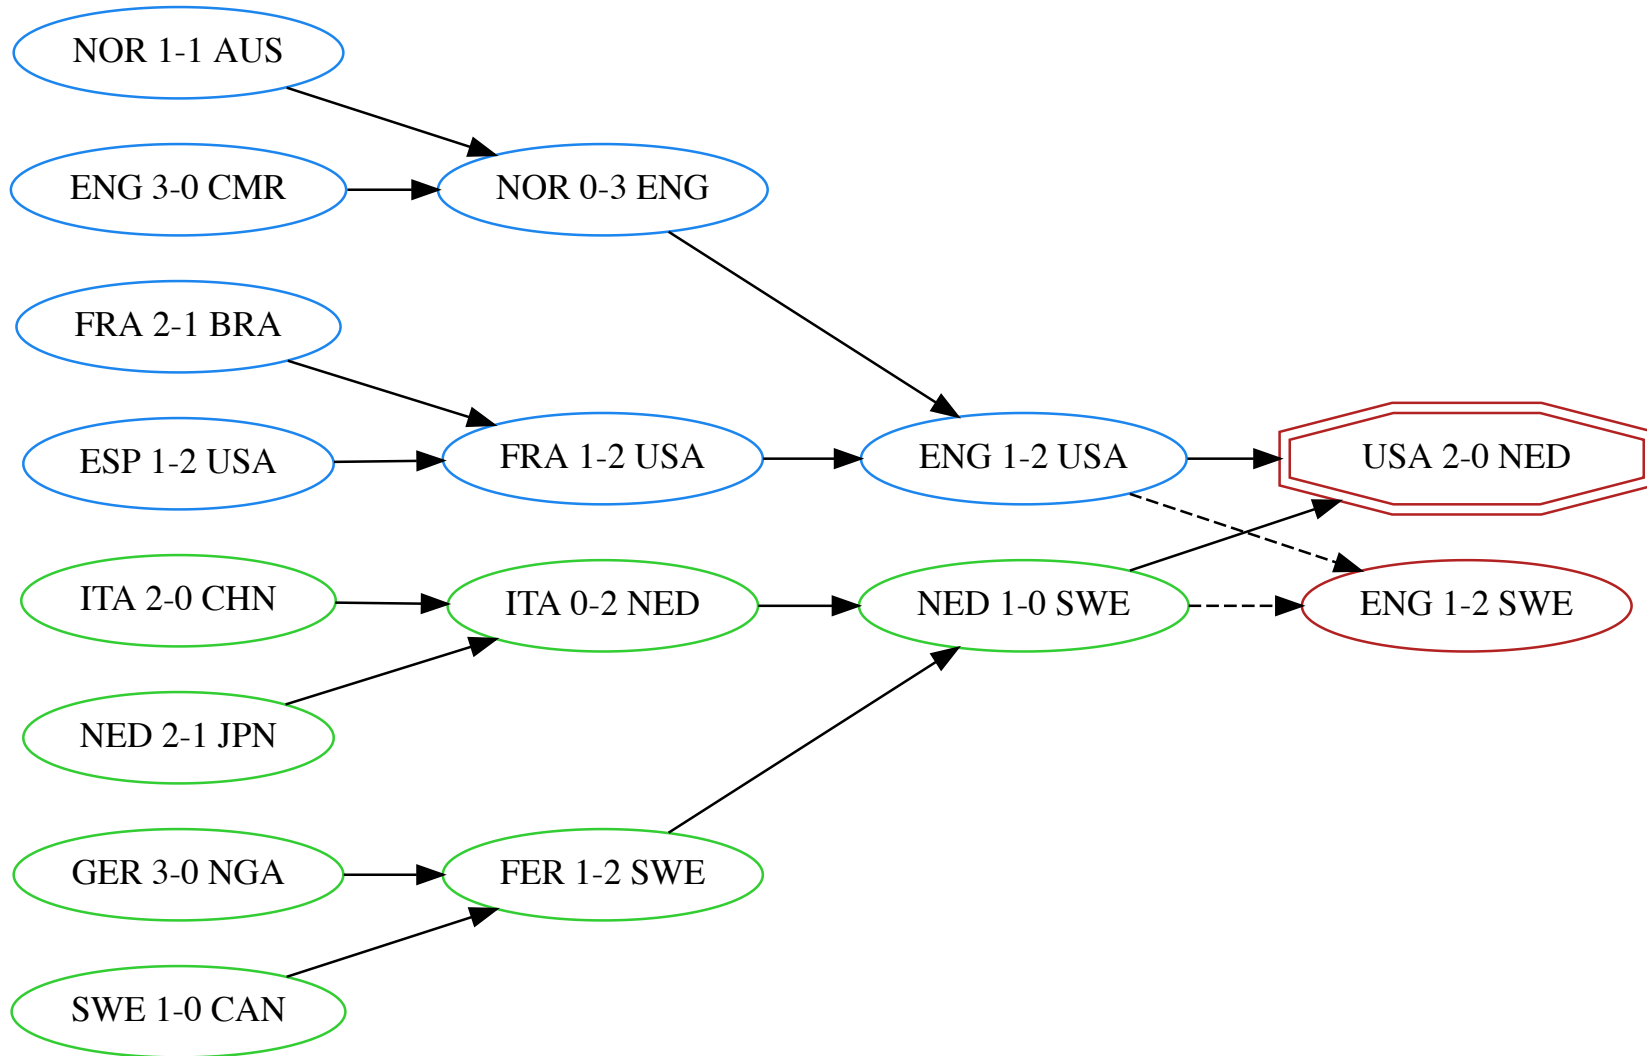 NOR 1-1 AUS
ENG 3-0 CMR
NOR 0-3 ENG
FRA 2-1 BRA
ESP 1-2 USA
FRA 1-2 USA
ENG 1-2 USA
USA 2-0 NED
ITA 2-0 CHN
ITA 0-2 NED
NED 1-0 SWE
ENG 1-2 SWE
NED 2-1 JPN
GER 3-0 NGA
FER 1-2 SWE
SWE 1-0 CAN